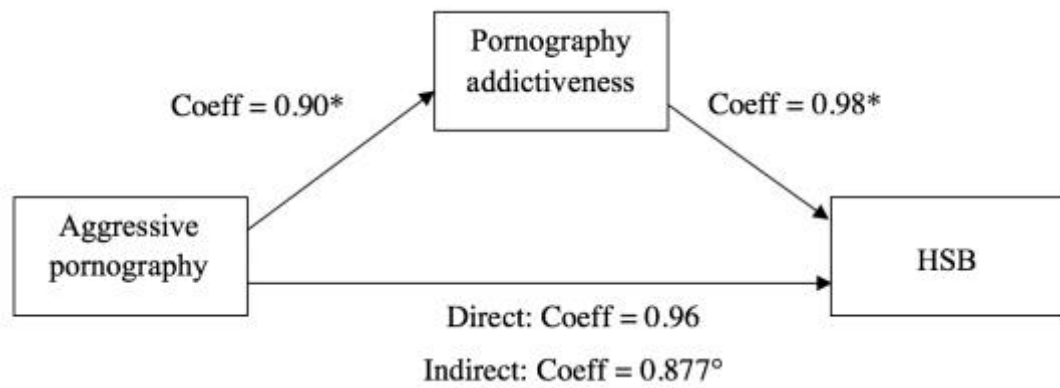 Pornography
addictiveness
Coeff = 0.90*
Coeff = 0.98*
Aggressive
pornography
HSB
Direct: Coeff = 0.96
Indirect: Coeff = 0.877°